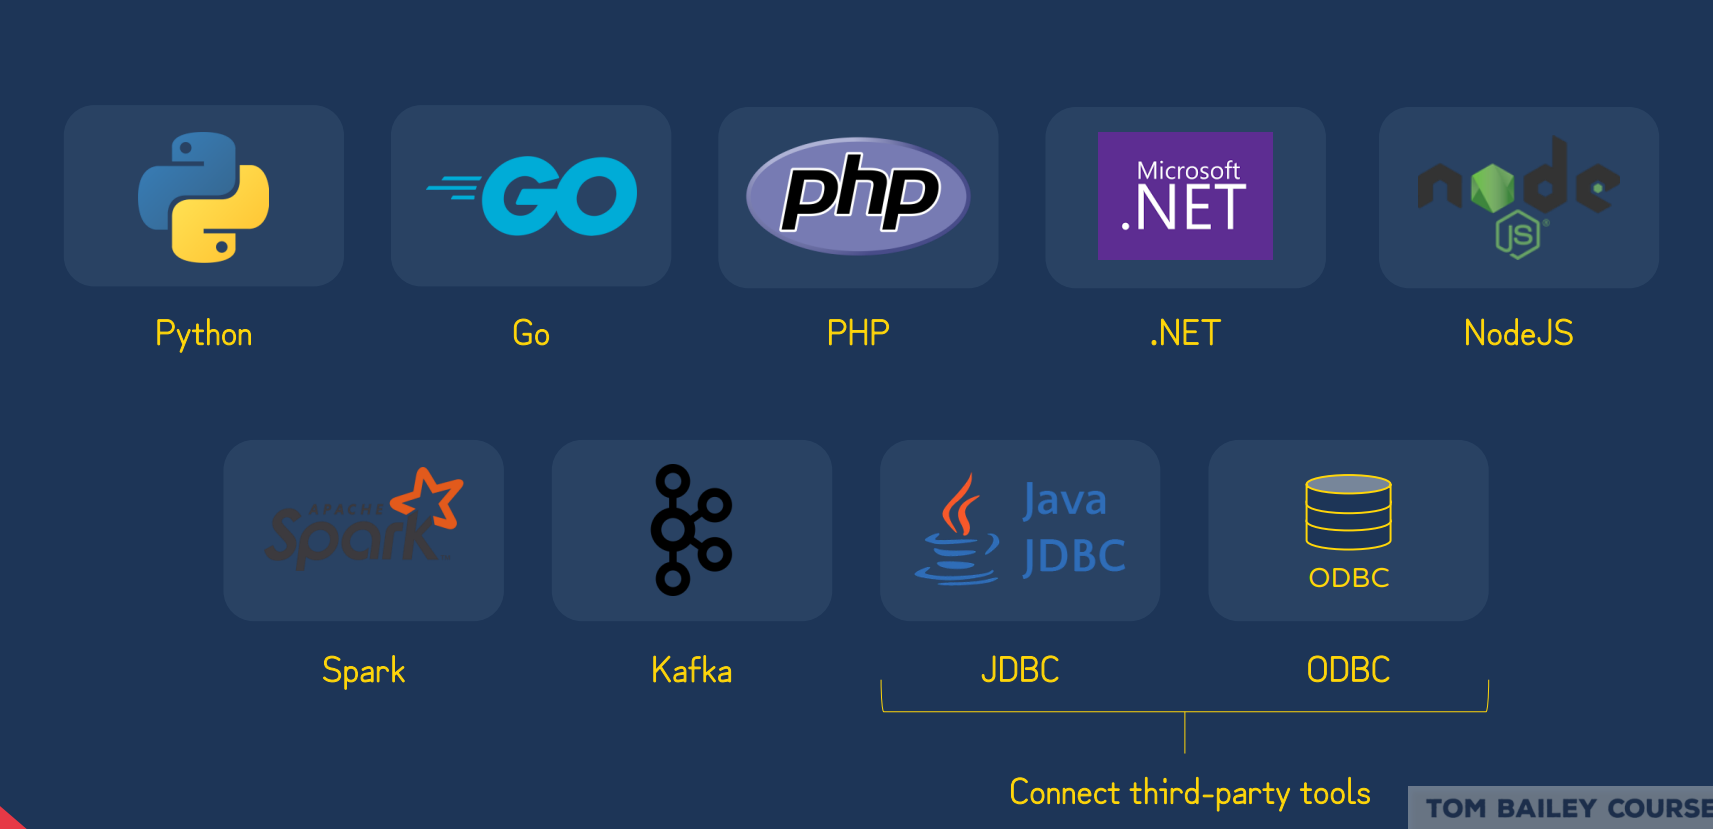 GO
php
Microsoft
.NET
node
JS
®
Python
Go
PHP
.NET
NodeJS
APACHE
Spark
Java
JDBC
ODBC
Spark
Kafka
JDBC
ODBC
Connect third-party tools
TOM BAILEY COURSE